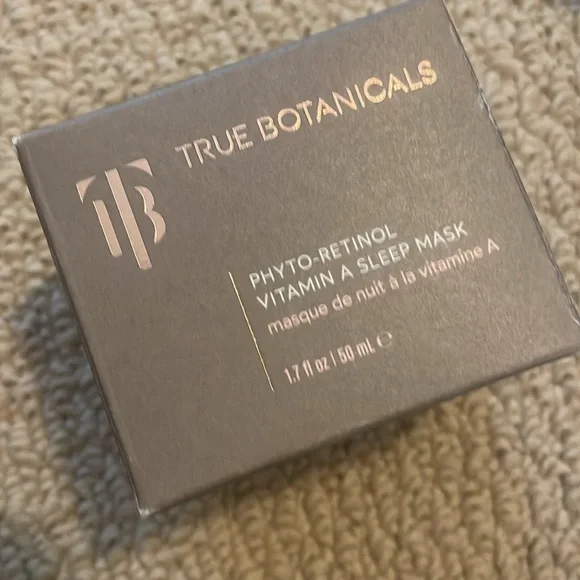 TB
TRUE BOTANICALS
PHYTO-RETINOL
VITAMIN A SLEEP MASK
masque de nuit à la vitamine A
1.7 fl oz / 50 mL ℮